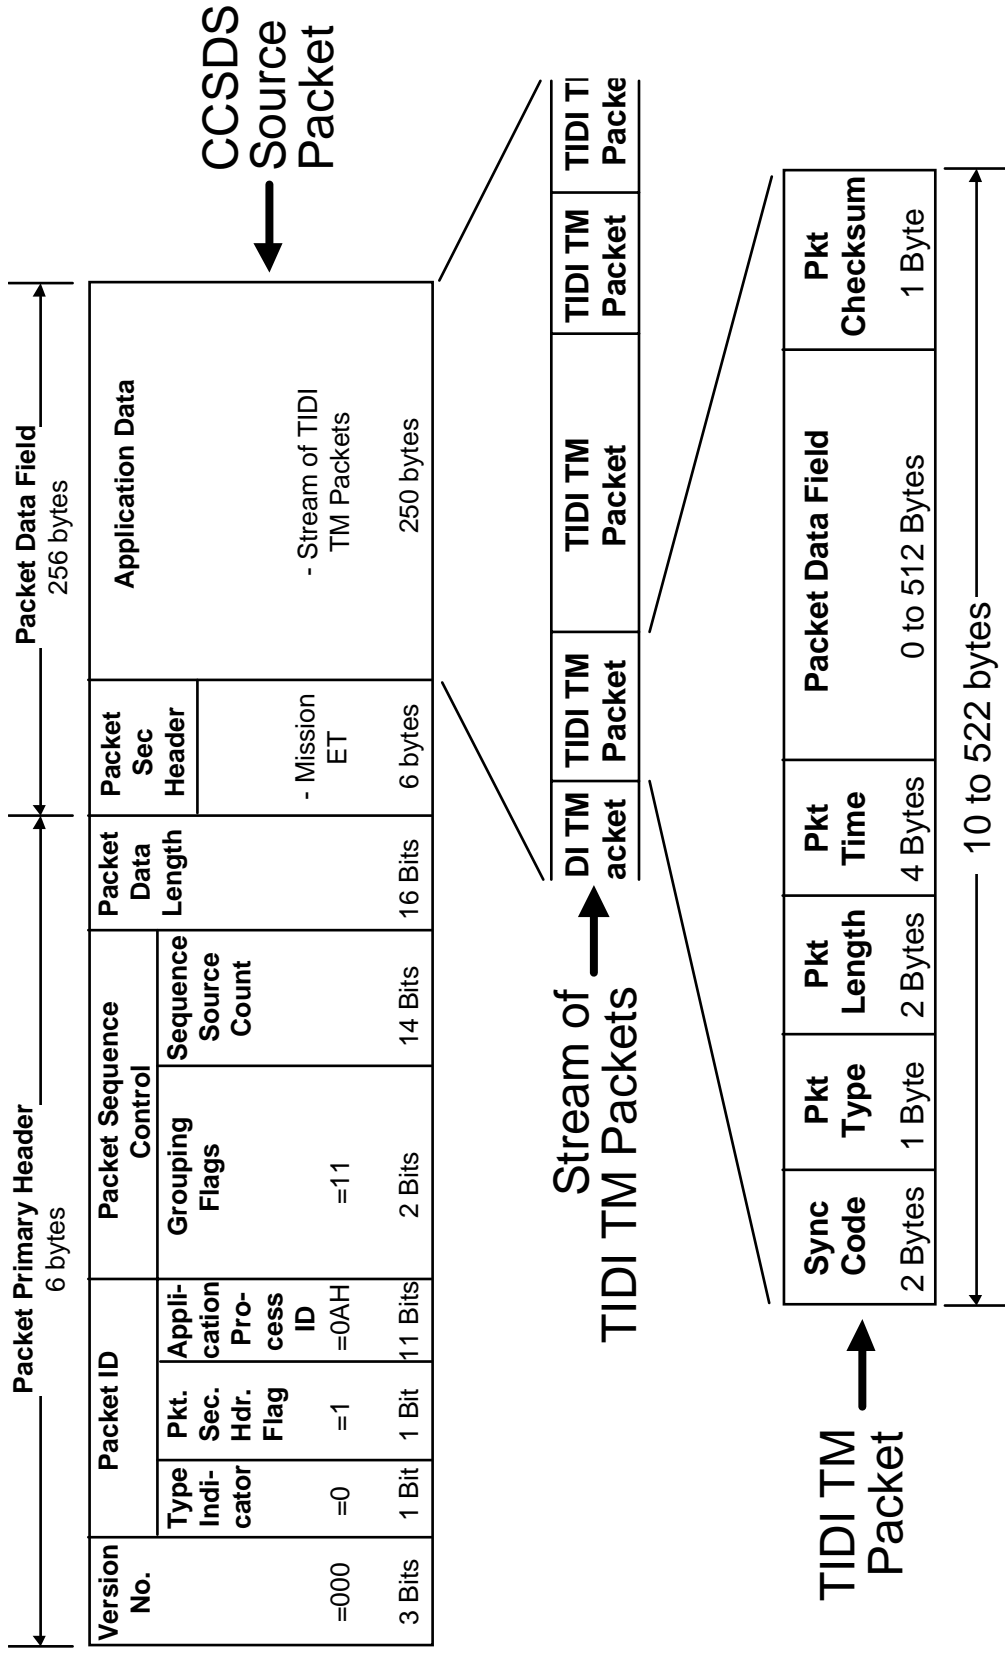 Packet Primary Header
6 bytes
Packet Data Field
256 bytes
Version
No.
=000
3 Bits
Packet ID
Type
Indi-
cator
=0
1 Bit
Pkt.
Sec.
Hdr.
Flag
=1
1 Bit
Appli-
cation
Pro-
cess
ID
=0AH
11 Bits
Packet Sequence
Control
Grouping
Flags
=11
2 Bits
Sequence
Source
Count
14 Bits
Packet
Data
Length
16 Bits
Packet
Sec
Header
- Mission
ET
6 bytes
Application Data
- Stream of TIDI
TM Packets
250 bytes
CCSDS
Source
Packet
Stream of
TIDI TM Packets
DI TM
acket
TIDI TM
Packet
TIDI TM
Packet
TIDI TM
Packet
TIDI TI
Packe
TIDI TM
Packet
Sync
Code
2 Bytes
Pkt
Type
1 Byte
Pkt
Length
2 Bytes
Pkt
Time
4 Bytes
Packet Data Field
0 to 512 Bytes
Pkt
Checksum
1 Byte
10 to 522 bytes